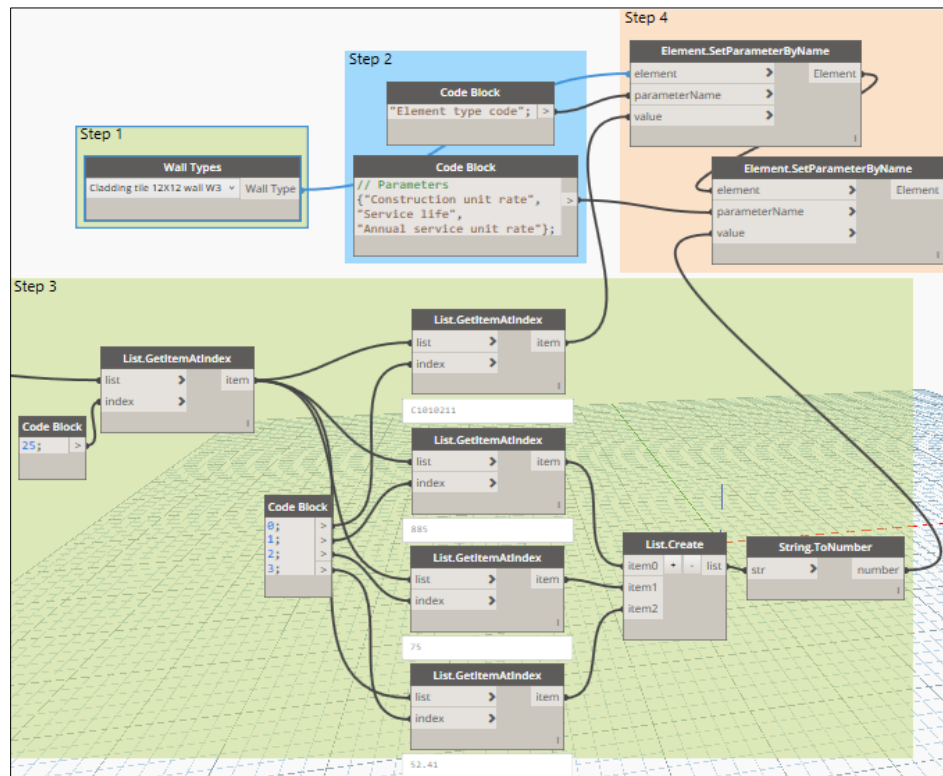 Step 4
Element.SetParameterByName
element > Element
parameterName >
value >
Step 2
Code Block
"Element type code"; >
Step 1
Wall Types
Cladding tile 12X12 wall W3 Wall Type
Code Block
// Parameters
{"Construction unit rate",
"Service life",
"Annual service unit rate"}; >
Element.SetParameterByName
element > Element
parameterName >
value >
Step 3
List.GetItemAtIndex
list > item
index >
Code Block
25; >
List.GetItemAtIndex
list > item
index >
C1010211
List.GetItemAtIndex
list > item
index >
885
Code Block
0; >
1; >
2; >
3; >
List.GetItemAtIndex
list > item
index >
75
List.GetItemAtIndex
list > item
index >
52.41
List.Create
item0 + - list
item1
item2
String.ToNumber
str > number